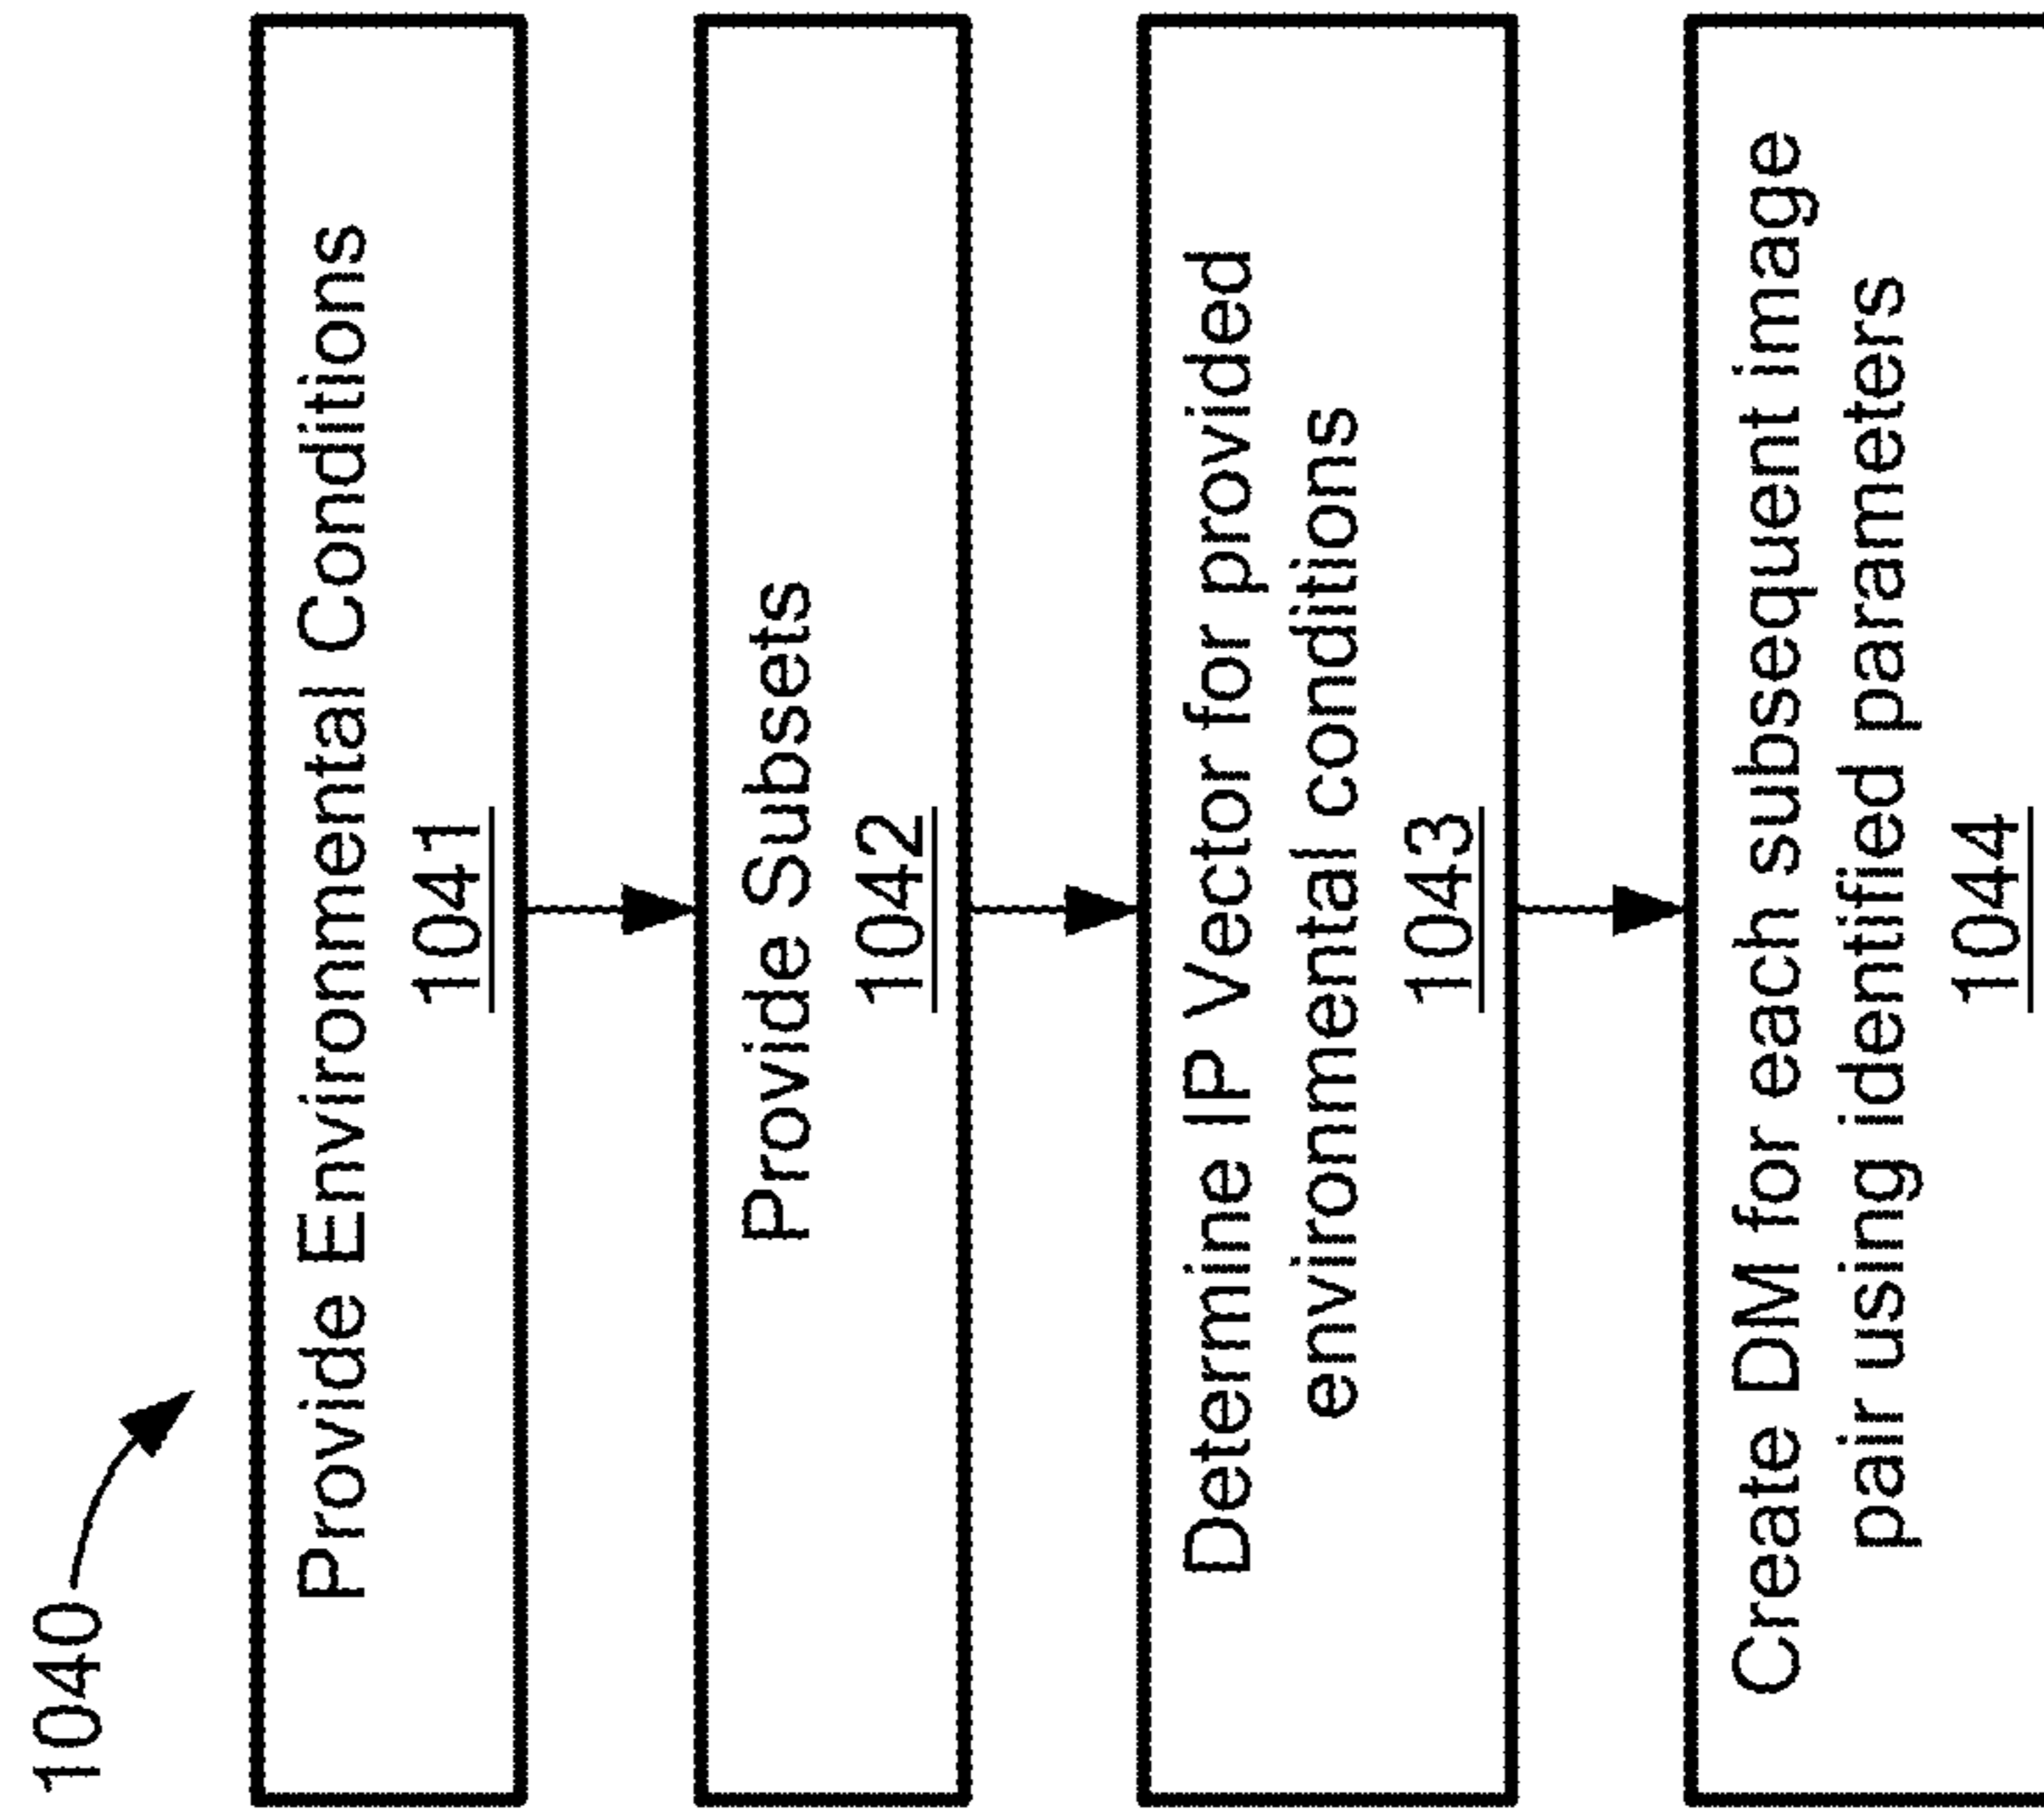 1040
Provide Environmental Conditions
1041
Provide Subsets
1042
Determine IP Vector for provided
environmental conditions
1043
Create DM for each subsequent image
pair using identified parameters
1044